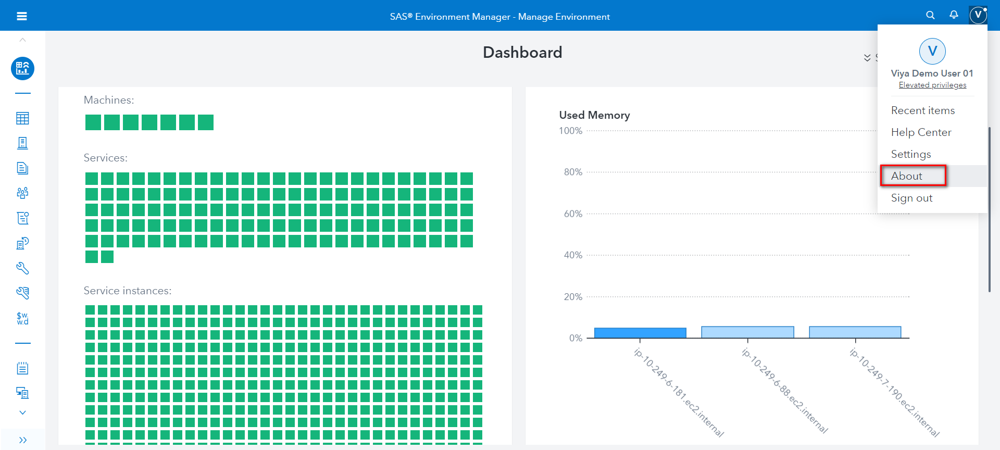 SAS® Environment Manager - Manage Environment
V
Dashboard
V
Viya Demo User 01
Elevated privileges
Recent items
Help Center
Settings
About
Sign out
Machines:
Services:
Service instances:
Used Memory
100%
80%
60%
40%
20%
0%
ip-10-249-6-181.ec2.internal
ip-10-249-6-88.ec2.internal
ip-10-249-7-190.ec2.internal
$w.
w.d